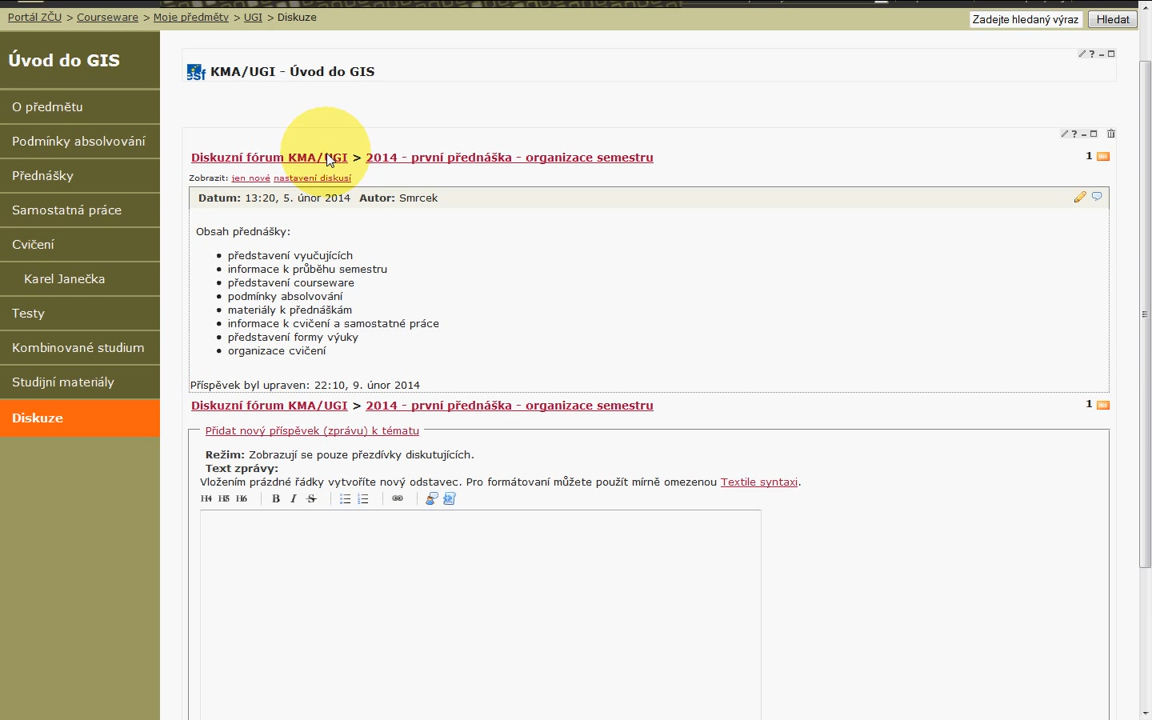 Portál ZČU > Courseware > Moje předměty > UGI > Diskuze
Zadejte hledaný výraz Hledat
Úvod do GIS
KMA/UGI - Úvod do GIS
O předmětu
Podmínky absolvování
Přednášky
Samostatná práce
Cvičení
Karel Janečka
Testy
Kombinované studium
Studijní materiály
Diskuze
Diskuzní fórum KMA/UGI > 2014 - první přednáška - organizace semestru 1
Zobrazit: jen nové nastavení diskusí
Datum: 13:20, 5. únor 2014 Autor: Smrcek
Obsah přednášky:
představení vyučujících
informace k průběhu semestru
představení courseware
podmínky absolvování
materiály k přednáškám
informace k cvičení a samostatné práce
představení formy výuky
organizace cvičení
Příspěvek byl upraven: 22:10, 9. únor 2014
Diskuzní fórum KMA/UGI > 2014 - první přednáška - organizace semestru 1
Přidat nový příspěvek (zprávu) k tématu
Režim: Zobrazují se pouze přezdívky diskutujících.
Text zprávy:
Vložením prázdné řádky vytvoříte nový odstavec. Pro formátovaní můžete použít mírně omezenou Textile syntaxi.
H4 H5 H6 B I S